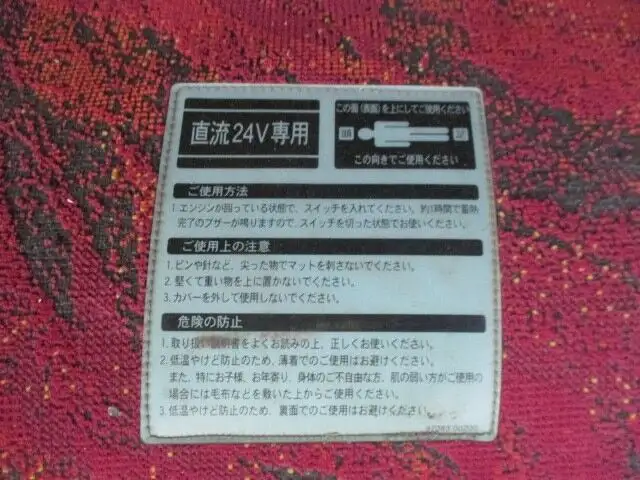 直流24V専用
この面(表面)を上にしてご使用ください
頭 足
この向きでご使用ください
ご使用方法
1. エンジンが回っている状態で、スイッチを入れてください。約1時間で蓄熱
完了のブザーが鳴りますので、スイッチを切った状態でお使いください。
ご使用上の注意
1. ピンや針など、尖った物でマットを刺さないでください。
2. 堅くて重い物を上に置かないでください。
3. カバーを外して使用しないでください。
危険の防止
1. 取り扱い説明書をよくお読みの上、正しくお使いください。
2. 低温やけど防止のため、薄着でのご使用はお避けください。
また、特にお子様、お年寄り、身体のご不自由な方、肌の弱い方がご使用の
場合には毛布などを敷いた上からご使用ください。
3. 低温やけど防止のため、裏面でのご使用はお避けください。